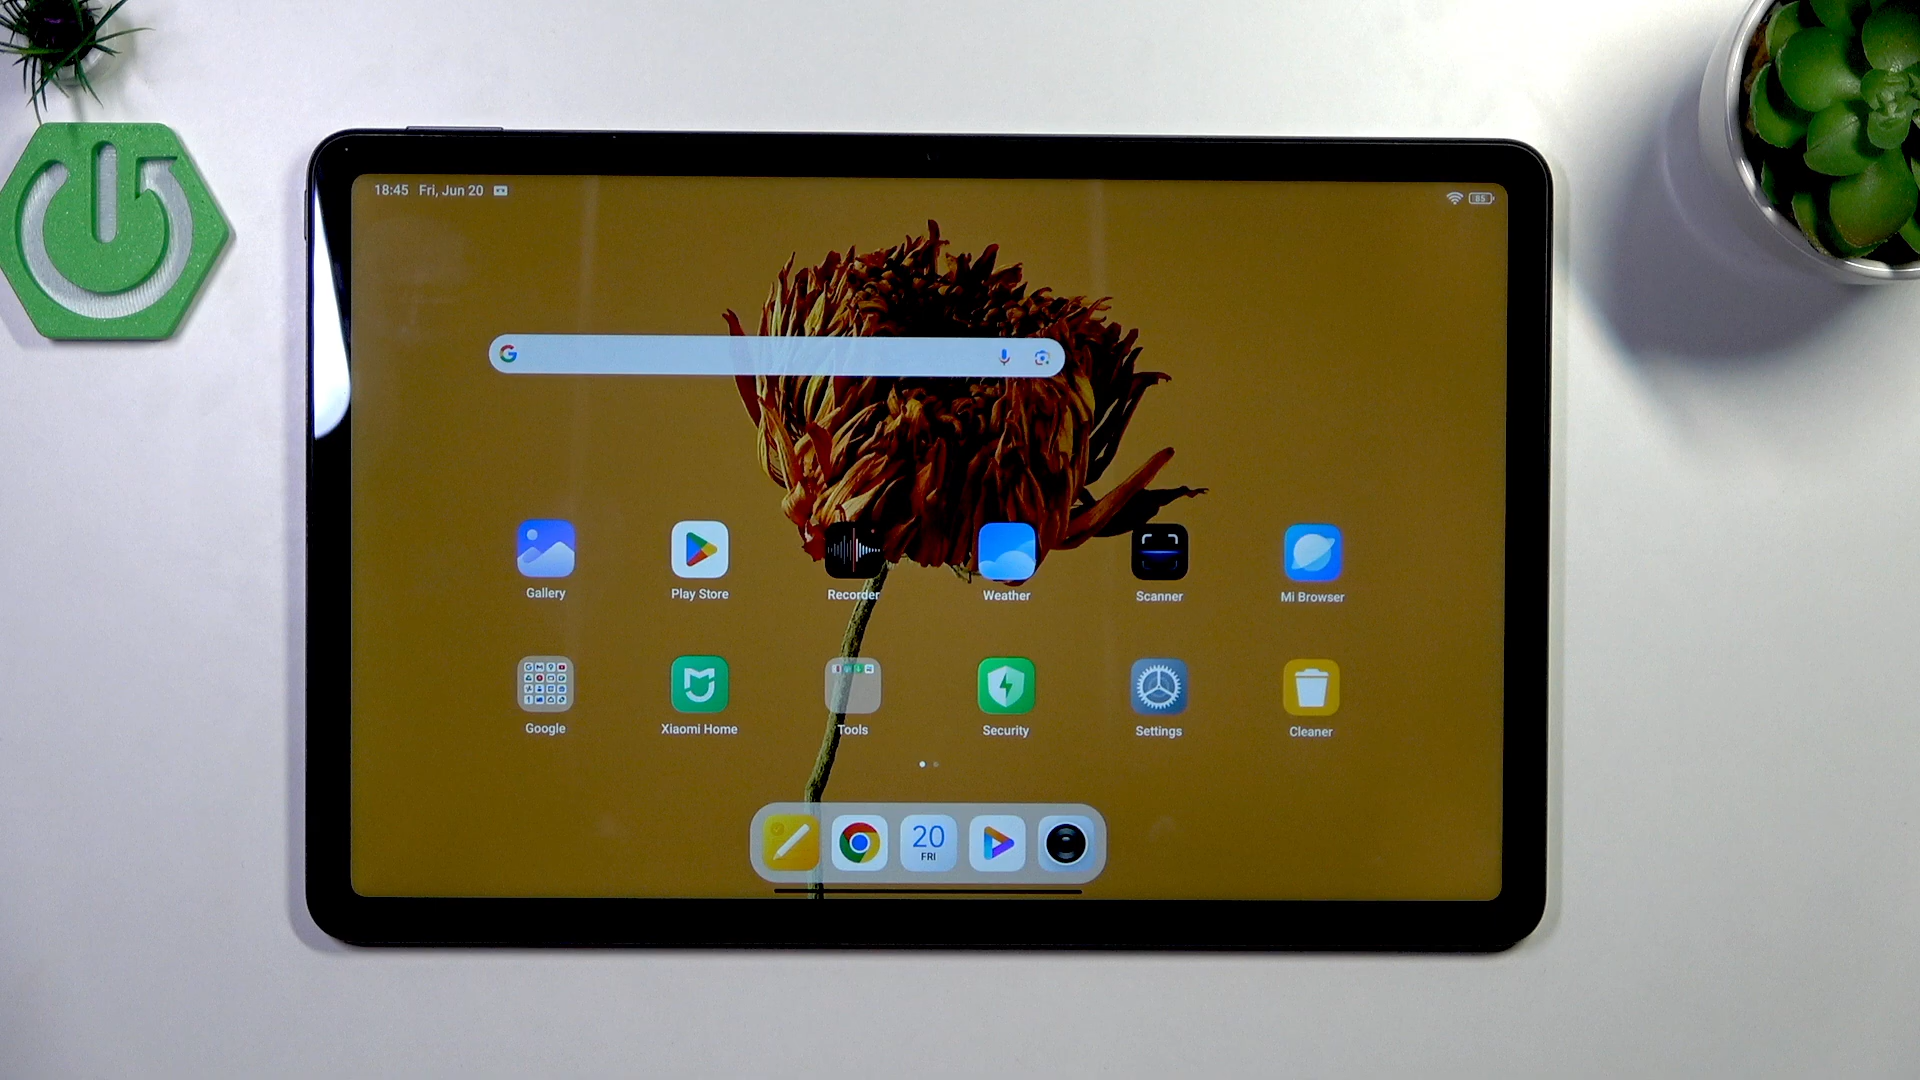 18:45 Fri, Jun 20
85
Gallery
Play Store
Recorder
Weather
Scanner
Mi Browser
Google
Xiaomi Home
Tools
Security
Settings
Cleaner
20
FRI